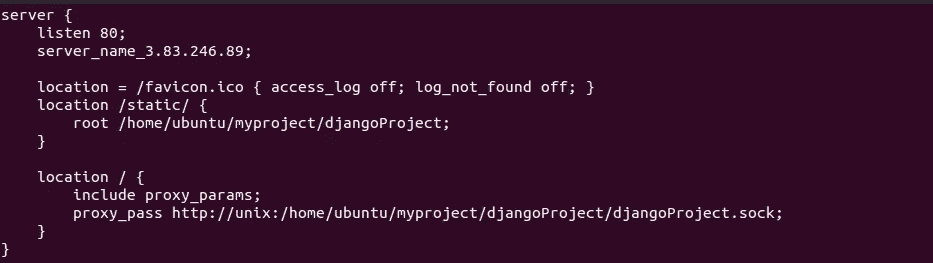 server {
    listen 80;
    server_name_3.83.246.89;

    location = /favicon.ico { access_log off; log_not_found off; }
    location /static/ {
        root /home/ubuntu/myproject/djangoProject;
    }

    location / {
        include proxy_params;
        proxy_pass http://unix:/home/ubuntu/myproject/djangoProject/djangoProject.sock;
    }
}